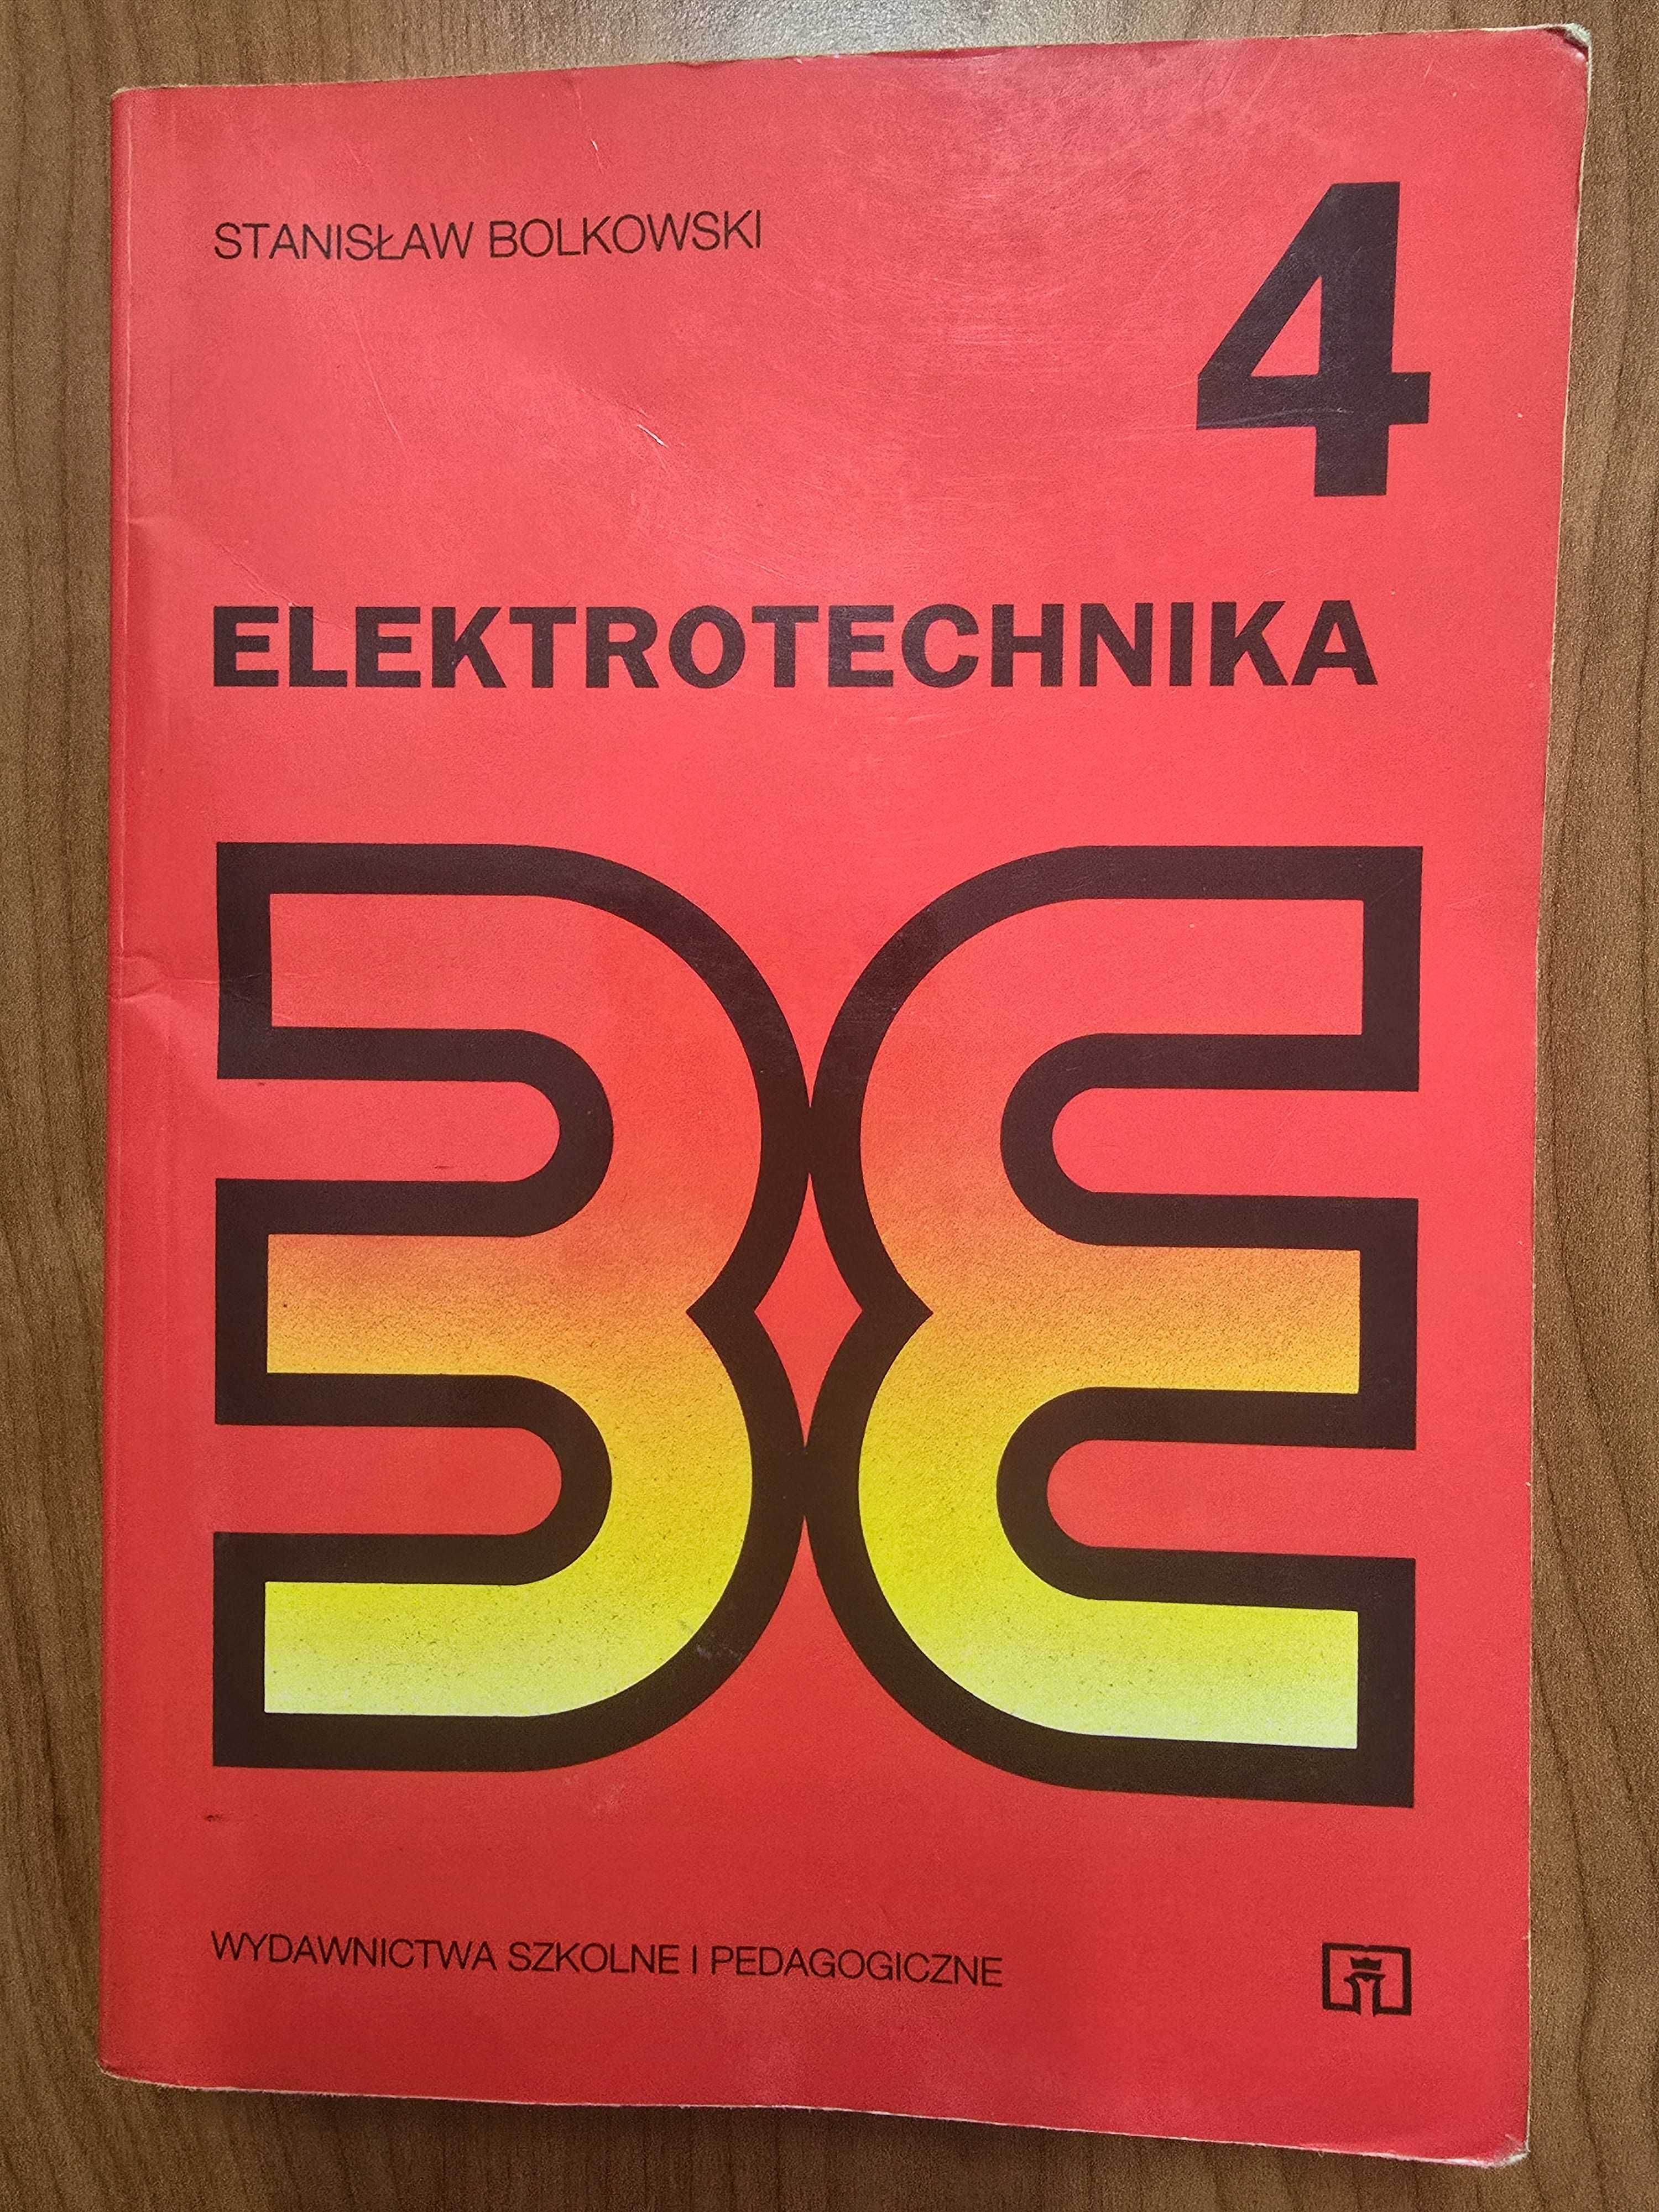 STANISŁAW BOLKOWSKI
4
ELEKTROTECHNIKA
WYDAWNICTWA SZKOLNE I PEDAGOGICZNE